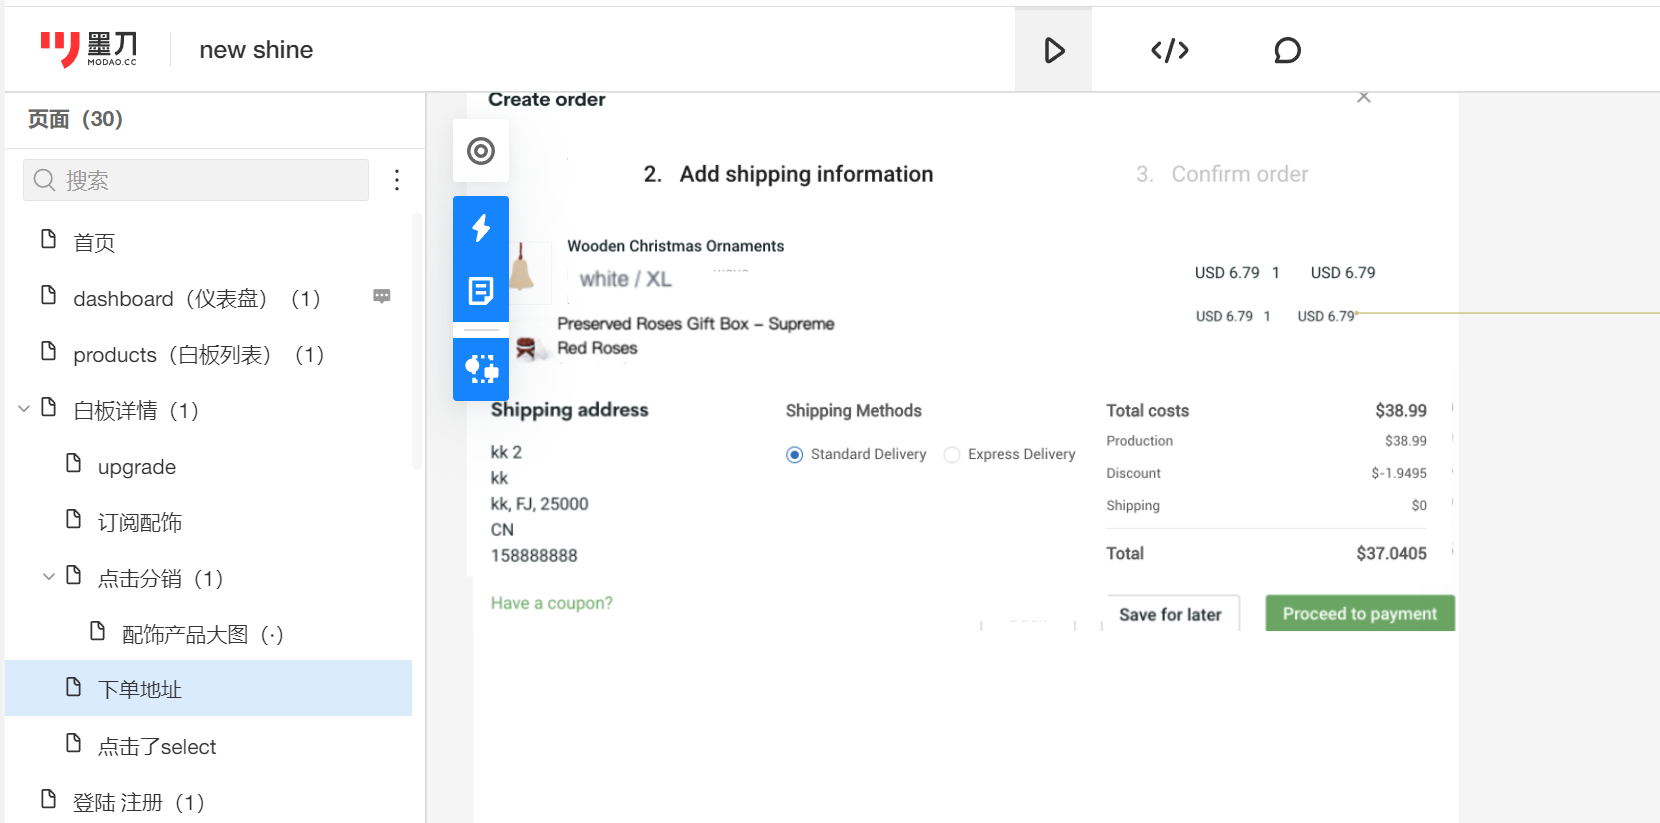 墨刀
MODAO.CC
new shine
页面（30）
搜索
首页
dashboard（仪表盘）（1）
products（白板列表）（1）
白板详情（1）
upgrade
订阅配饰
点击分销（1）
配饰产品大图（·）
下单地址
点击了select
登陆 注册（1）
Create order
2. Add shipping information
3. Confirm order
Wooden Christmas Ornaments
white / XL
USD 6.79 1 USD 6.79
Preserved Roses Gift Box – Supreme
Red Roses
USD 6.79 1 USD 6.79
Shipping address
kk 2
kk
kk, FJ, 25000
CN
158888888
Have a coupon?
Shipping Methods
Standard Delivery
Express Delivery
Total costs $38.99
Production $38.99
Discount $-1.9495
Shipping $0
Total $37.0405
Save for later
Proceed to payment